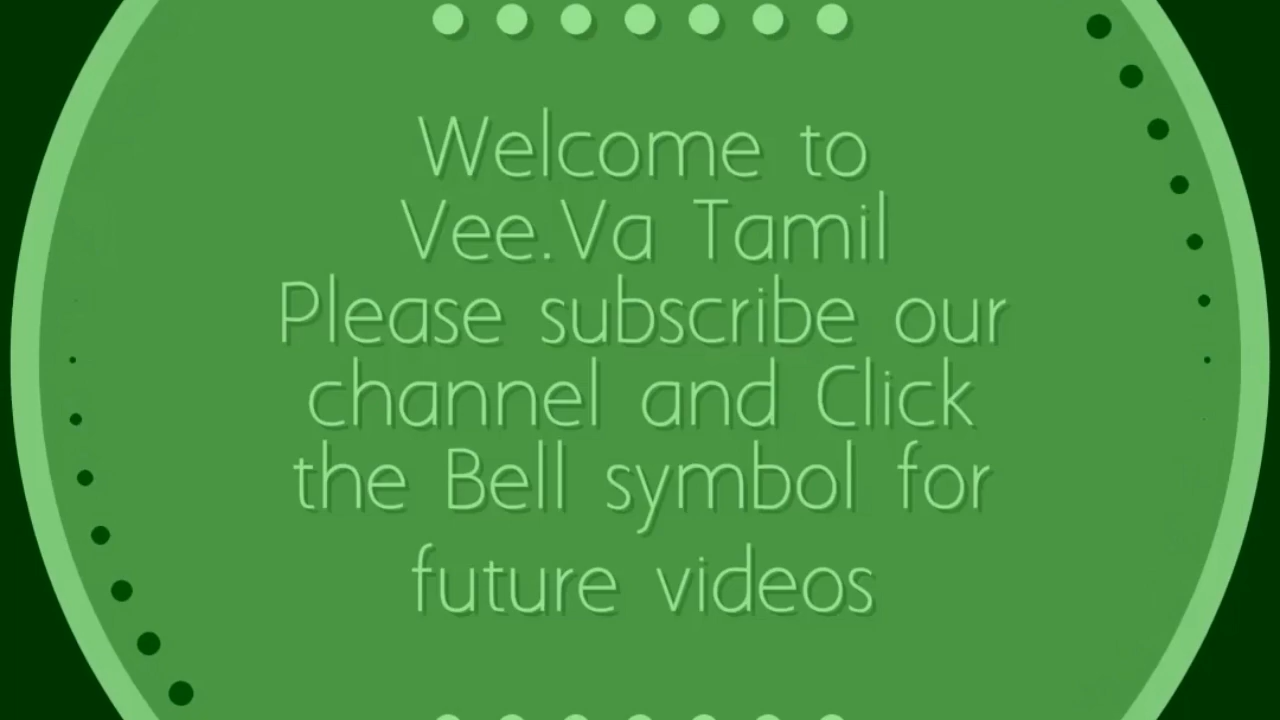 Welcome to
Vee.Va Tamil
Please subscribe our
channel and Click
the Bell symbol for
future videos